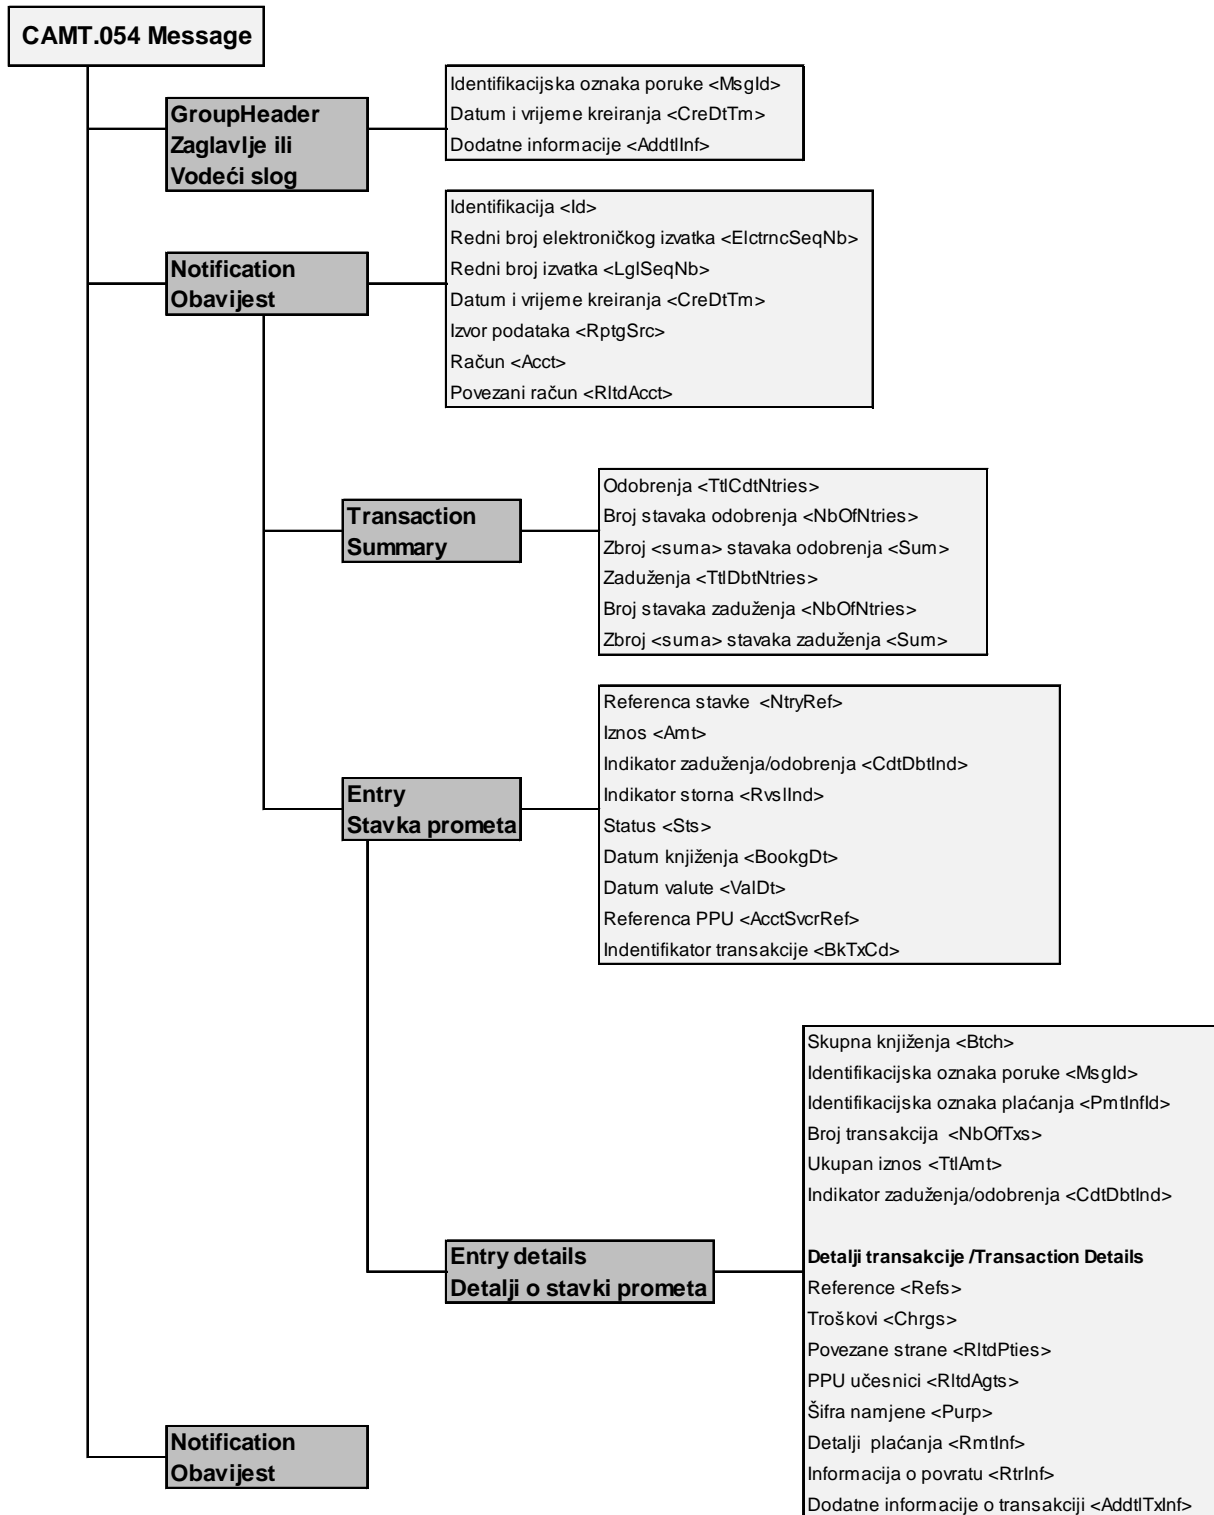 CAMT.054 Message
GroupHeader
Zaglavlje ili
Vodeći slog
Identifikacijska oznaka poruke <MsgId>
Datum i vrijeme kreiranja <CreDtTm>
Dodatne informacije <AddtlInf>
Notification
Obavijest
Identifikacija <Id>
Redni broj elektroničkog izvatka <ElctrncSeqNb>
Redni broj izvatka <LglSeqNb>
Datum i vrijeme kreiranja <CreDtTm>
Izvor podataka <RptgSrc>
Račun <Acct>
Povezani račun <RltdAcct>
Transaction
Summary
Odobrenja <TtlCdtNtries>
Broj stavaka odobrenja <NbOfNtries>
Zbroj <suma> stavaka odobrenja <Sum>
Zaduženja <TtlDbtNtries>
Broj stavaka zaduženja <NbOfNtries>
Zbroj <suma> stavaka zaduženja <Sum>
Entry
Stavka prometa
Referenca stavke <NtryRef>
Iznos <Amt>
Indikator zaduženja/odobrenja <CdtDbtInd>
Indikator storna <RvslInd>
Status <Sts>
Datum knjiženja <BookgDt>
Datum valute <ValDt>
Referenca PPU <AcctSvcrRef>
Indentifikator transakcije <BkTxCd>
Entry details
Detalji o stavki prometa
Skupna knjiženja <Btch>
Identifikacijska oznaka poruke <MsgId>
Identifikacijska oznaka plaćanja <PmtInfId>
Broj transakcija <NbOfTxs>
Ukupan iznos <TtlAmt>
Indikator zaduženja/odobrenja <CdtDbtInd>
Detalji transakcije /Transaction Details
Reference <Refs>
Troškovi <Chrgs>
Povezane strane <RltdPties>
PPU učesnici <RltdAgts>
Šifra namjene <Purp>
Detalji plaćanja <RmtInf>
Informacija o povratu <RtrInf>
Dodatne informacije o transakciji <AddtlTxInf>
Notification
Obavijest